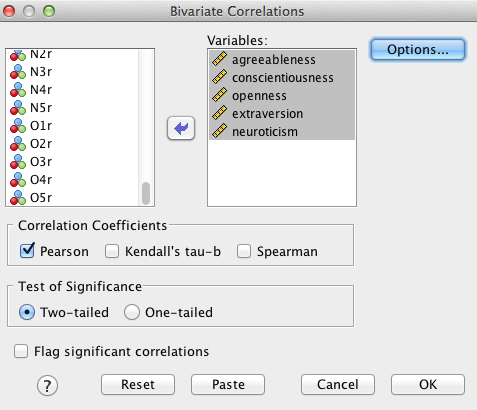 Bivariate Correlations
N2r
N3r
N4r
N5r
O1r
O2r
O3r
O4r
O5r
Variables:
agreeableness
conscientiousness
openness
extraversion
neuroticism
Options...
Correlation Coefficients
Pearson Kendall's tau-b Spearman
Test of Significance
Two-tailed One-tailed
Flag significant correlations
? Reset Paste Cancel OK